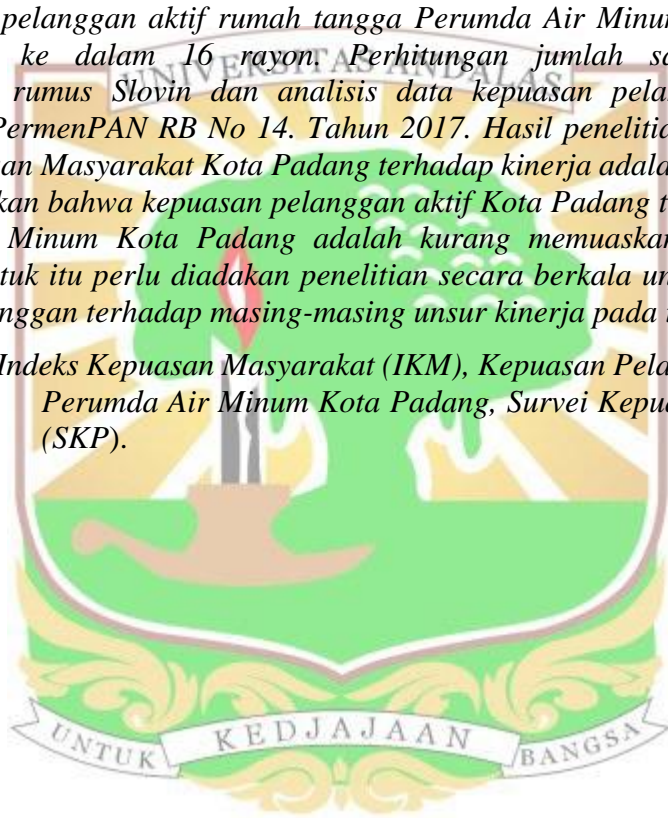 pelanggan aktif rumah tangga Perumda Air Minum
ke dalam 16 rayon. Perhitungan jumlah sa
rumus Slovin dan analisis data kepuasan pela
PermenPAN RB No 14. Tahun 2017. Hasil penelitia
an Masyarakat Kota Padang terhadap kinerja adala
kan bahwa kepuasan pelanggan aktif Kota Padang t
Minum Kota Padang adalah kurang memuaskan
tuk itu perlu diadakan penelitian secara berkala un
nggan terhadap masing-masing unsur kinerja pada
Indeks Kepuasan Masyarakat (IKM), Kepuasan Pela
Perumda Air Minum Kota Padang, Survei Kepua
(SKP).
UNIVERSITAS ANDALAS
UNTUK KEDJAJAAN BANGSA